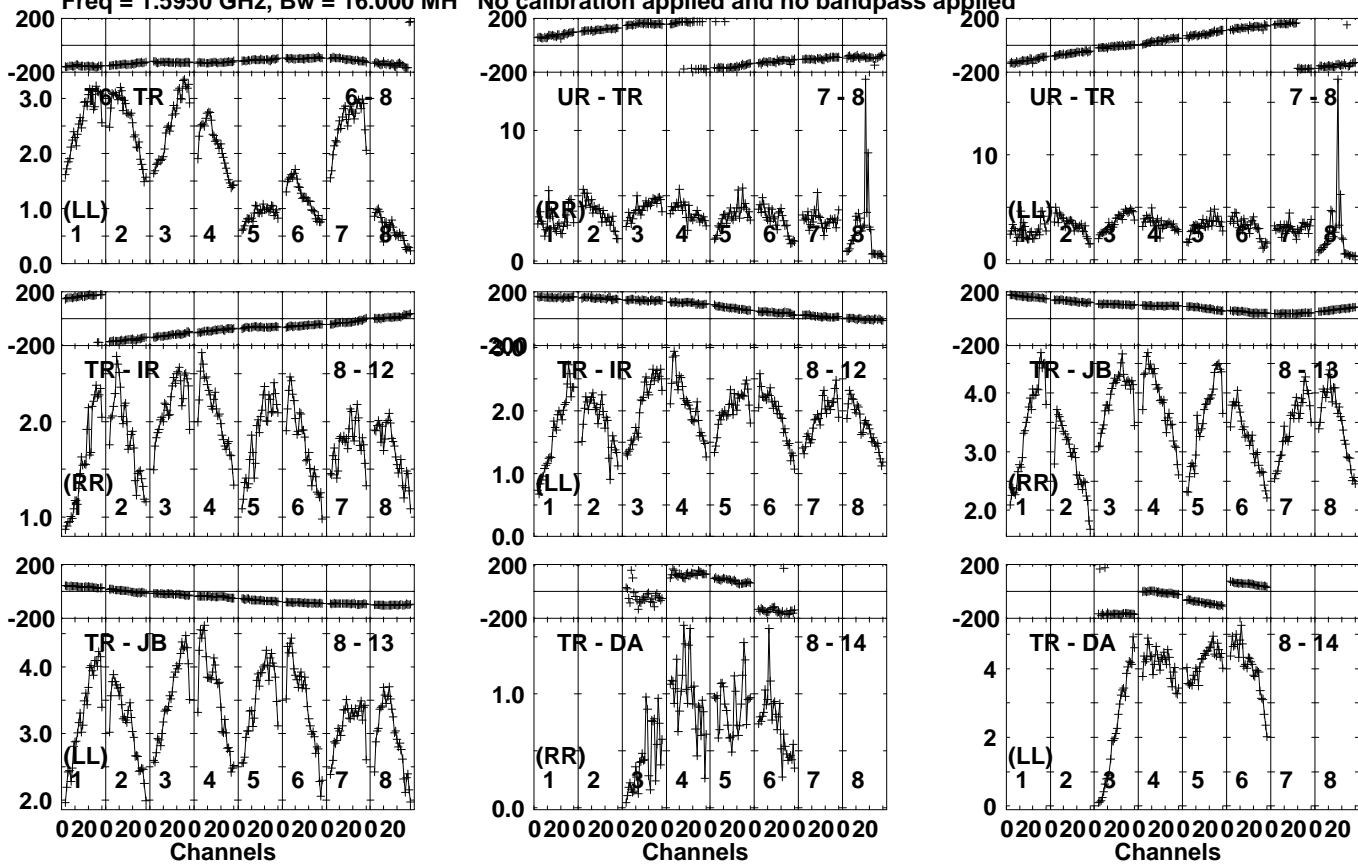 Freq = 1.5950 GHz, Bw = 16.000 MH No calibration applied and no bandpass applied
200 200 200
-200 -200 -200
T6 - TR 6 - 8 UR - TR 7 - 8 UR - TR 7 - 8
3.0
2.0 10 10
1.0
(LL) (RR) (LL)
1 2 3 4 5 6 7 8 1 2 3 4 5 6 7 8 1 2 3 4 5 6 7 8
0.0 0 0
200 200 200
-200 -200 -200
3.0
TR - IR 8 - 12 TR - IR 8 - 12 TR - JB 8 - 13
2.0 2.0 4.0
3.0
1.0 1.0 2.0
(RR) (LL) (RR)
1 2 3 4 5 6 7 8 1 2 3 4 5 6 7 8 1 2 3 4 5 6 7 8
0.0
200 200 200
-200 -200 -200
TR - JB 8 - 13 TR - DA 8 - 14 TR - DA 8 - 14
4.0 1.0 4
3.0 2
(LL) (RR) (LL)
1 2 3 4 5 6 7 8 1 2 3 4 5 6 7 8 1 2 3 4 5 6 7 8
2.0 0.0 0
0 20 0 20 0 20 0 20 0 20 0 20 0 20 0 20 0 20 0 20 0 20 0 20 0 20 0 20 0 20 0 20 0 20 0 20 0 20 0 20 0 20 0 20 0 20 0 20
Channels Channels Channels